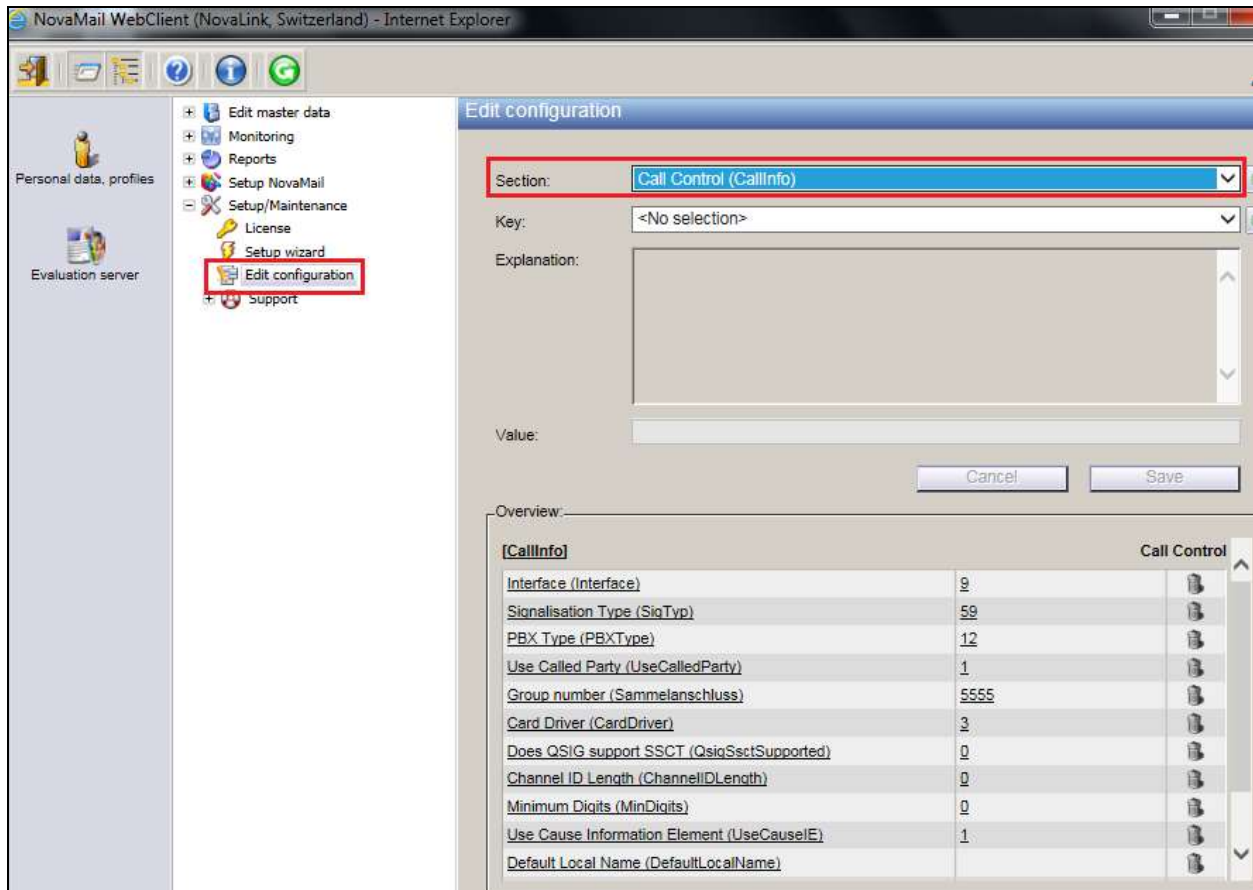 NovaMail WebClient (NovaLink, Switzerland) - Internet Explorer
Personal data, profiles
Evaluation server
Edit master data
Monitoring
Reports
Setup NovaMail
Setup/Maintenance
License
Setup wizard
Edit configuration
Support
Edit configuration
Section: Call Control (CallInfo)
Key: <No selection>
Explanation:
Value:
Cancel Save
Overview:
[CallInfo] Call Control
Interface (Interface) 9
Signalisation Type (SigTyp) 59
PBX Type (PBXType) 12
Use Called Party (UseCalledParty) 1
Group number (Sammelanschluss) 5555
Card Driver (CardDriver) 3
Does QSIG support SSCT (QsigSsctSupported) 0
Channel ID Length (ChannelIDLength) 0
Minimum Digits (MinDigits) 0
Use Cause Information Element (UseCauseIE) 1
Default Local Name (DefaultLocalName)